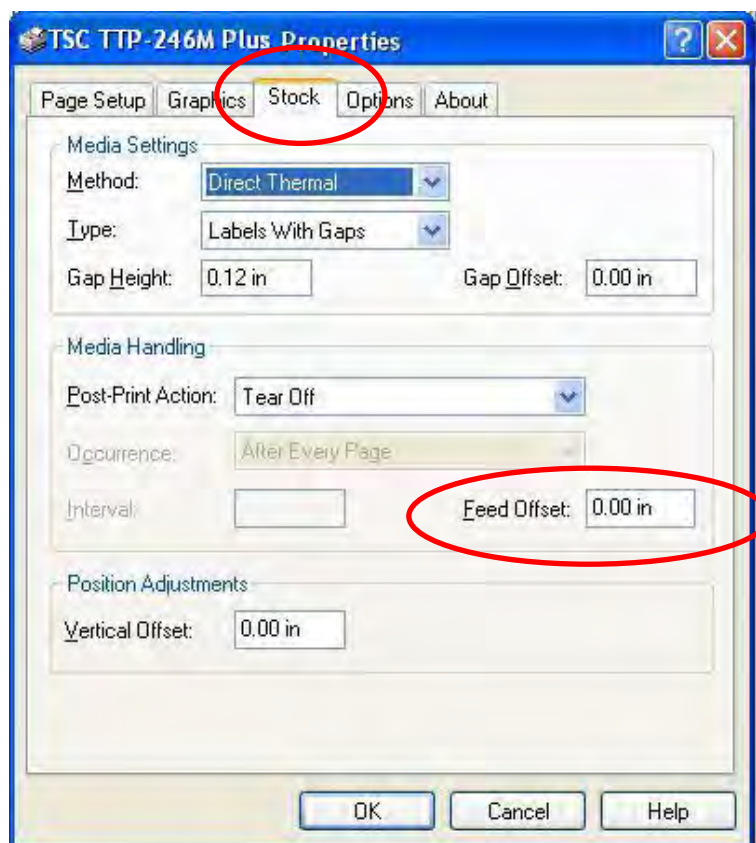 TSC TTP-246M Plus Properties
Page Setup Graphics Stock Options About
Media Settings
Method: Direct Thermal
Type: Labels With Gaps
Gap Height: 0.12 in Gap Offset: 0.00 in
Media Handling
Post-Print Action: Tear Off
Occurrence: After Every Page
Interval: Feed Offset: 0.00 in
Position Adjustments
Vertical Offset: 0.00 in
OK Cancel Help